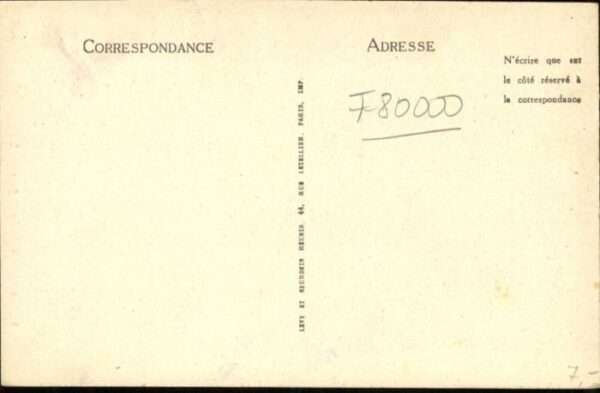 CORRESPONDANCE
ADRESSE
N'écrire que sur
le côté réservé à
la correspondance
F80000
LEVY ET NEURDEIN REUNIS. 44, RUE LETELLIER. PARIS, IMP
7,-